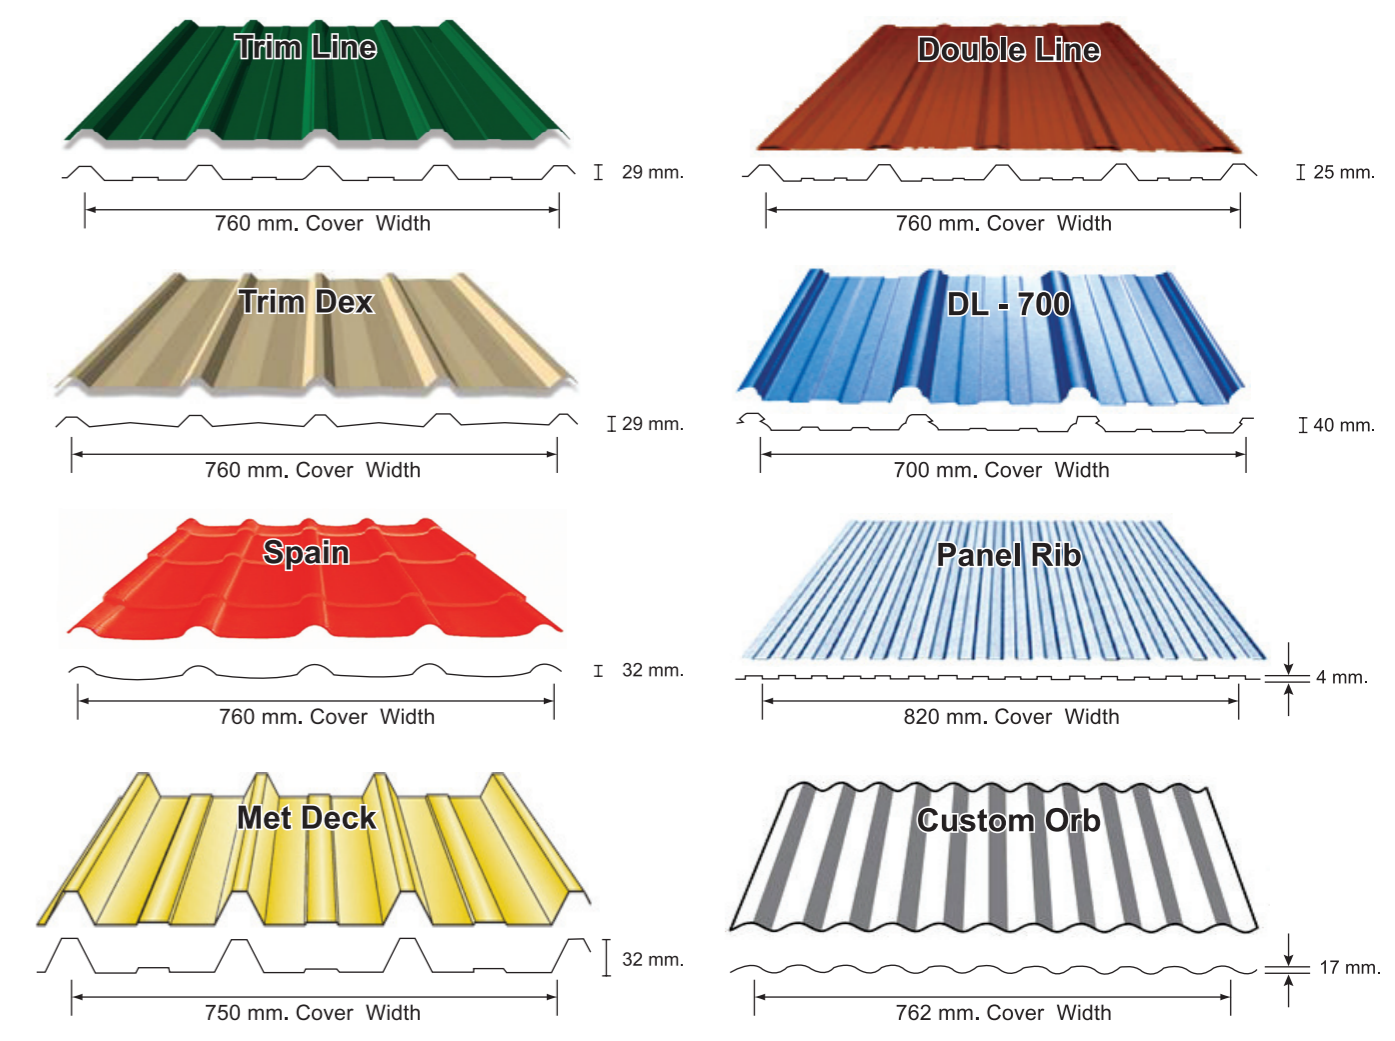 Trim Line
29 mm.
760 mm. Cover Width
Double Line
25 mm.
760 mm. Cover Width
Trim Dex
29 mm.
760 mm. Cover Width
DL - 700
40 mm.
700 mm. Cover Width
Spain
32 mm.
760 mm. Cover Width
Panel Rib
4 mm.
820 mm. Cover Width
Met Deck
32 mm.
750 mm. Cover Width
Custom Orb
17 mm.
762 mm. Cover Width